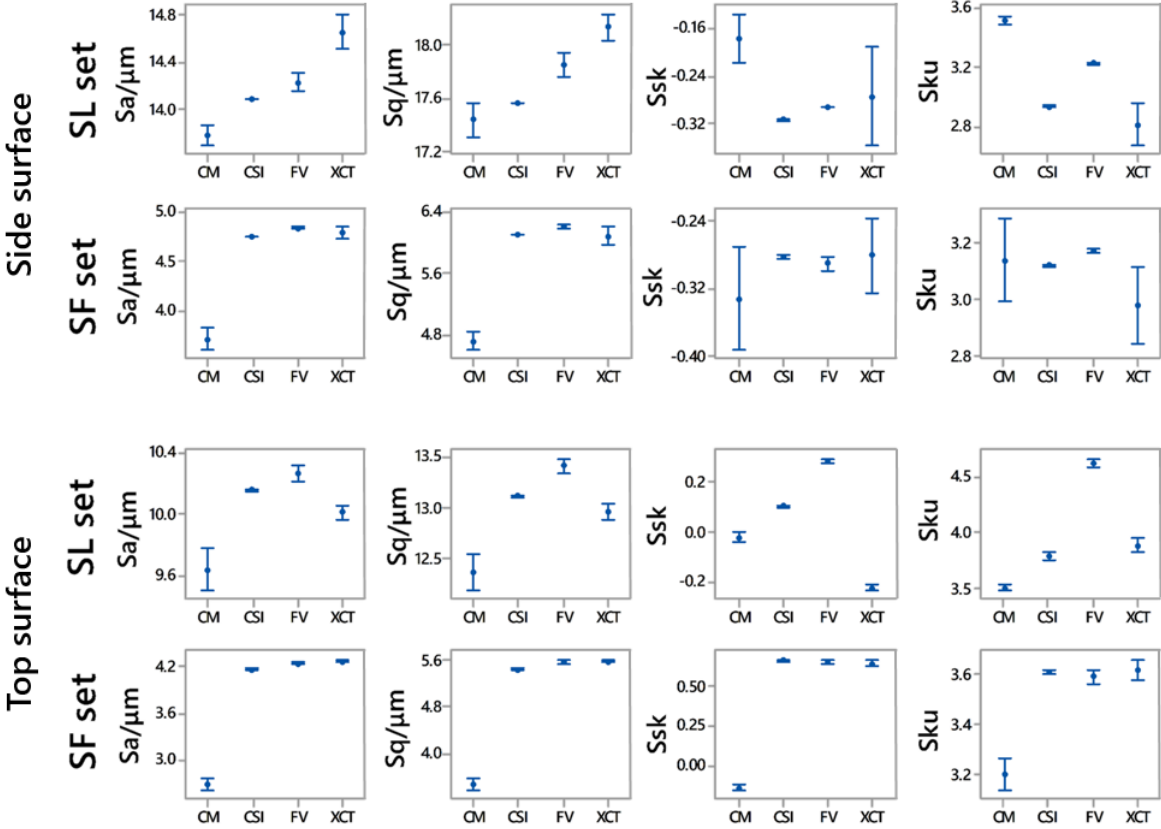 Side surface
SL set
Sa/μm
14.8
14.4
14.0
CM CSI FV XCT
Sq/μm
18.0
17.6
17.2
CM CSI FV XCT
Ssk
-0.16
-0.24
-0.32
CM CSI FV XCT
Sku
3.6
3.2
2.8
CM CSI FV XCT
SF set
Sa/μm
5.0
4.5
4.0
CM CSI FV XCT
Sq/μm
6.4
5.6
4.8
CM CSI FV XCT
Ssk
-0.24
-0.32
-0.40
CM CSI FV XCT
Sku
3.2
3.0
2.8
CM CSI FV XCT
Top surface
SL set
Sa/μm
10.4
10.0
9.6
CM CSI FV XCT
Sq/μm
13.5
13.0
12.5
CM CSI FV XCT
Ssk
0.2
0.0
-0.2
CM CSI FV XCT
Sku
4.5
4.0
3.5
CM CSI FV XCT
SF set
Sa/μm
4.2
3.6
3.0
CM CSI FV XCT
Sq/μm
5.6
4.8
4.0
CM CSI FV XCT
Ssk
0.50
0.25
0.00
CM CSI FV XCT
Sku
3.6
3.4
3.2
CM CSI FV XCT